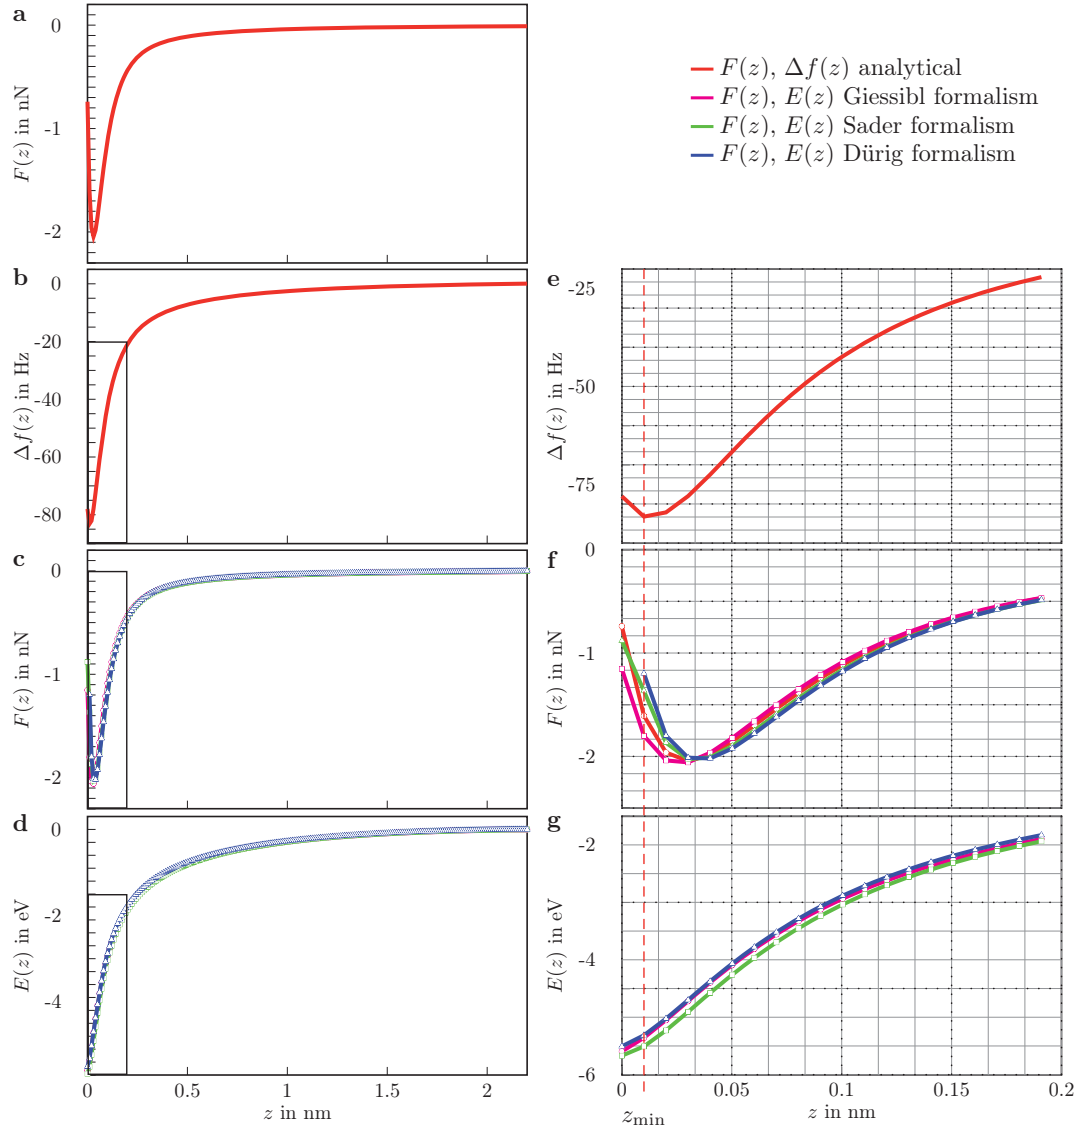 a
0
-1
-2
F(z) in nN
F(z), Δf(z) analytical
F(z), E(z) Giessibl formalism
F(z), E(z) Sader formalism
F(z), E(z) Dürig formalism
b
0
-20
-40
-60
-80
Δf(z) in Hz
e
-25
-50
-75
Δf(z) in Hz
c
0
-1
-2
F(z) in nN
f
0
-1
-2
F(z) in nN
d
0
-2
-4
E(z) in eV
0
0.5
1
1.5
2
z in nm
g
-2
-4
-6
E(z) in eV
0
0.05
0.1
0.15
0.2
zmin
z in nm